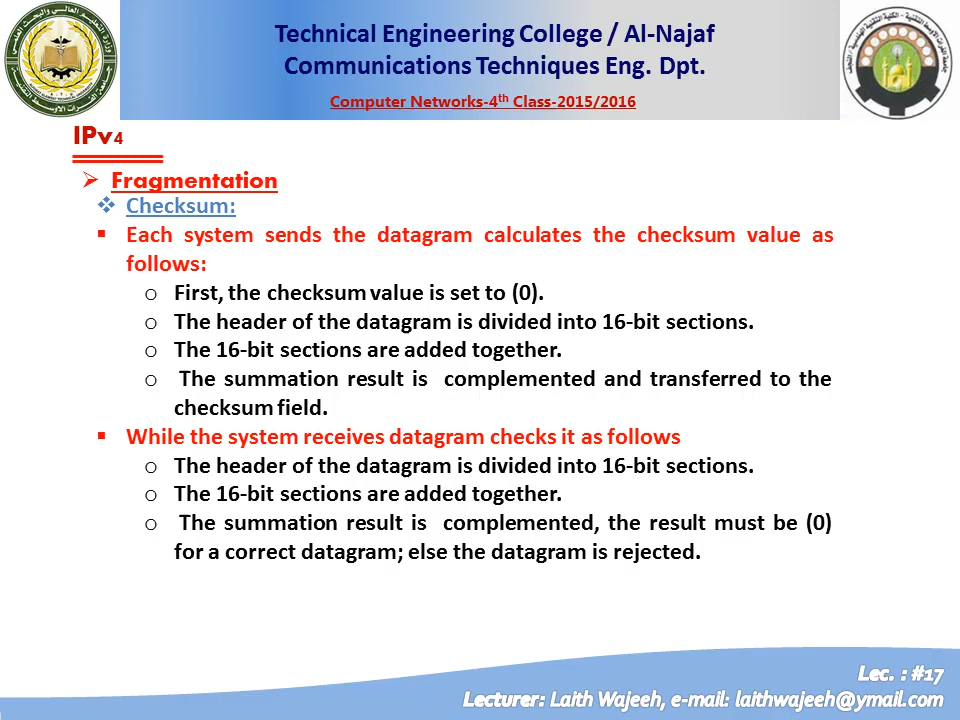 Technical Engineering College / Al-Najaf
Communications Techniques Eng. Dpt.
Computer Networks-4th Class-2015/2016
IPv4
➢ Fragmentation
❖ Checksum:
▪ Each system sends the datagram calculates the checksum value as
follows:
o First, the checksum value is set to (0).
o The header of the datagram is divided into 16-bit sections.
o The 16-bit sections are added together.
o The summation result is complemented and transferred to the
checksum field.
▪ While the system receives datagram checks it as follows
o The header of the datagram is divided into 16-bit sections.
o The 16-bit sections are added together.
o The summation result is complemented, the result must be (0)
for a correct datagram; else the datagram is rejected.
Lec. : #17
Lecturer: Laith Wajeeh, e-mail: laithwajeeh@ymail.com